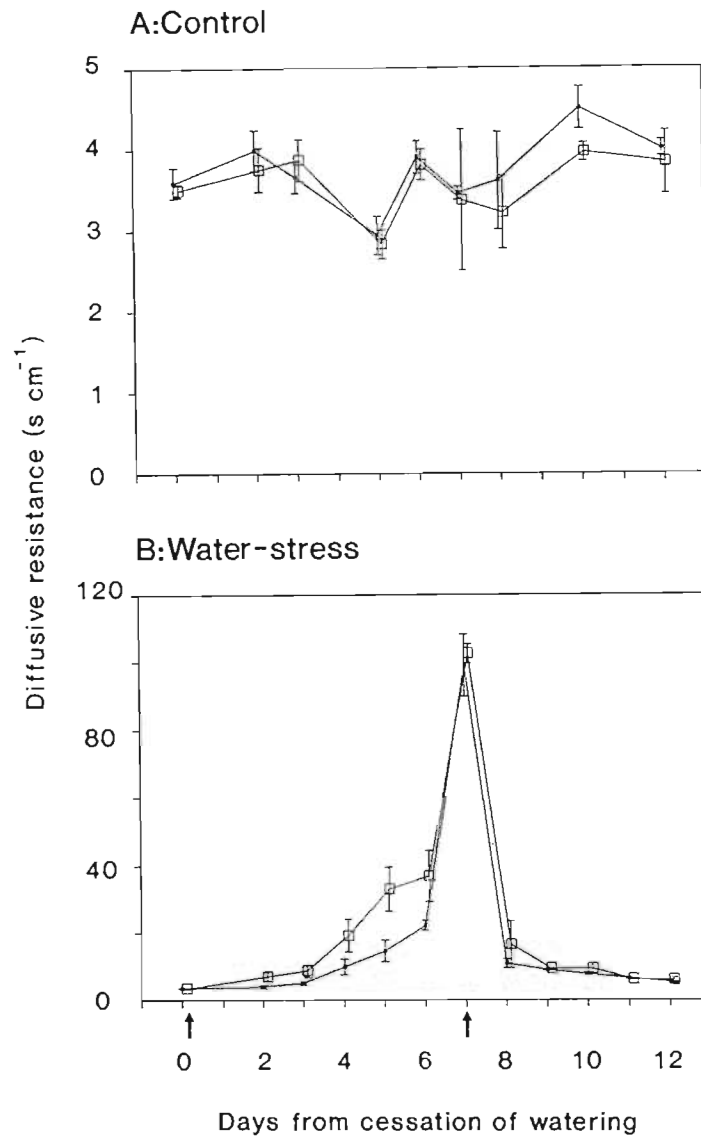 A:Control
5
4
3
2
1
0
Diffusive resistance (s cm⁻¹)
B:Water-stress
120
80
40
0
0 2 4 6 8 10 12
Days from cessation of watering